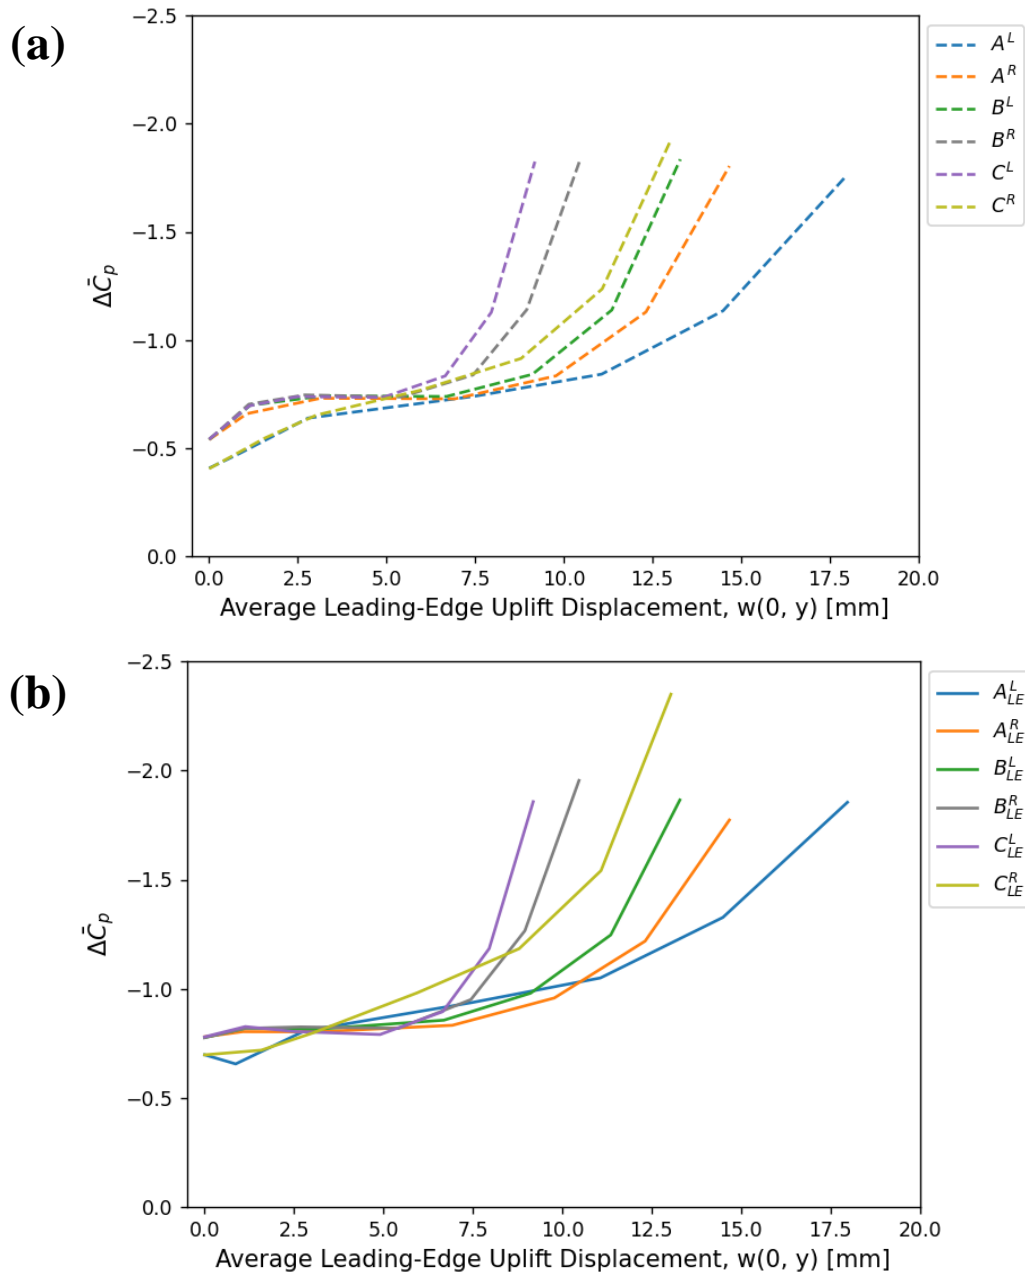 (a)
−2.5
−2.0
−1.5
−1.0
−0.5
0.0
ΔC̄ₚ
0.0 2.5 5.0 7.5 10.0 12.5 15.0 17.5 20.0
Average Leading-Edge Uplift Displacement, w(0, y) [mm]
A^L
A^R
B^L
B^R
C^L
C^R
(b)
−2.5
−2.0
−1.5
−1.0
−0.5
0.0
ΔC̄ₚ
0.0 2.5 5.0 7.5 10.0 12.5 15.0 17.5 20.0
Average Leading-Edge Uplift Displacement, w(0, y) [mm]
A^L_LE
A^R_LE
B^L_LE
B^R_LE
C^L_LE
C^R_LE